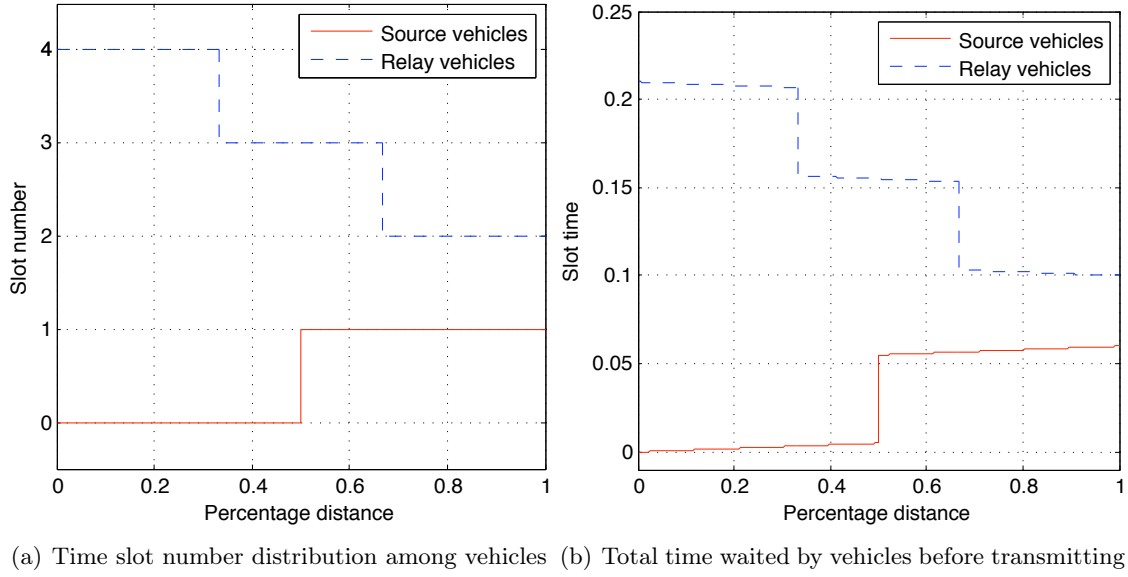 Source vehicles
Relay vehicles
4
3
2
1
0
Slot number
0
0.2
0.4
0.6
0.8
1
Percentage distance
(a) Time slot number distribution among vehicles
Source vehicles
Relay vehicles
0.25
0.2
0.15
0.1
0.05
0
Slot time
0
0.2
0.4
0.6
0.8
1
Percentage distance
(b) Total time waited by vehicles before transmitting